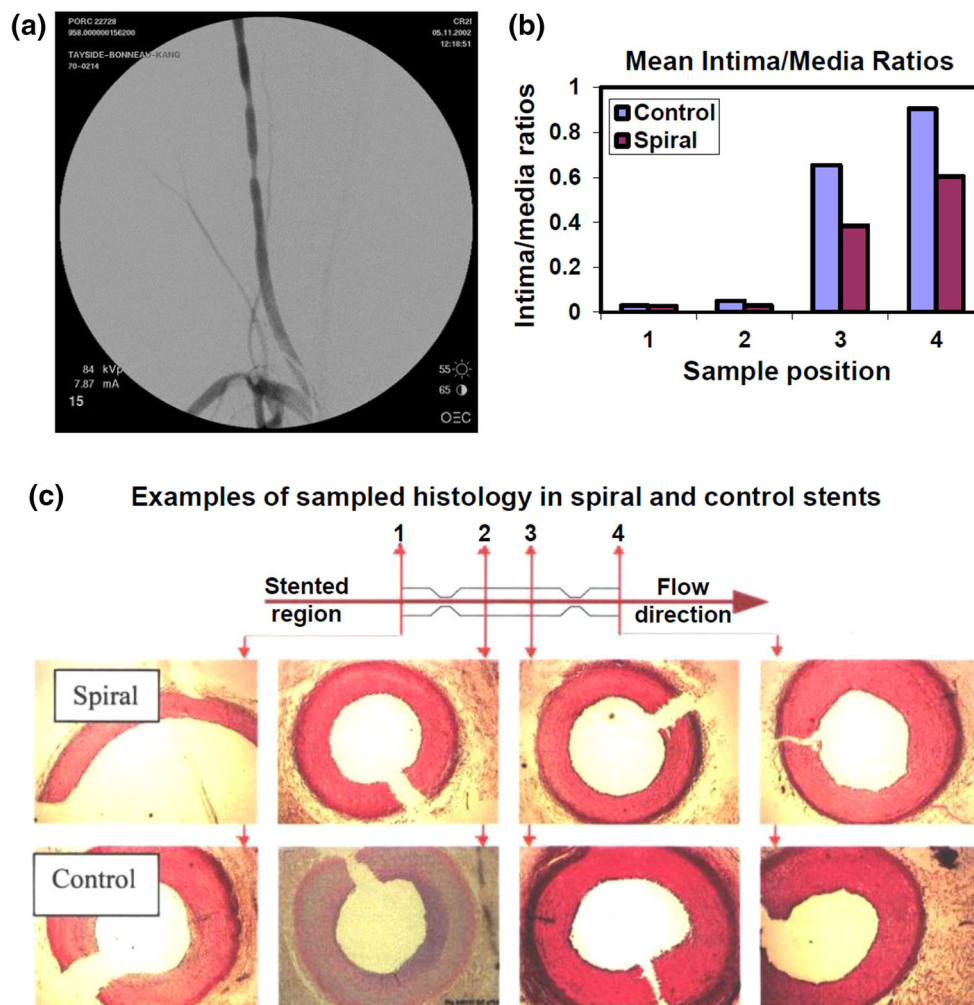 (a)
PORC 22728
958.000000156200
TAYSIDE-BONNEAU-KANG
70-0214
CR2I
05.11.2002
12:18:51
84 kVp
7.87 mA
15
55
65
OEC
(b)
Mean Intima/Media Ratios
Intima/media ratios
1
0.8
0.6
0.4
0.2
0
Control
Spiral
1 2 3 4
Sample position
(c) Examples of sampled histology in spiral and control stents
1 2 3 4
Stented region
Flow direction
Spiral
Control